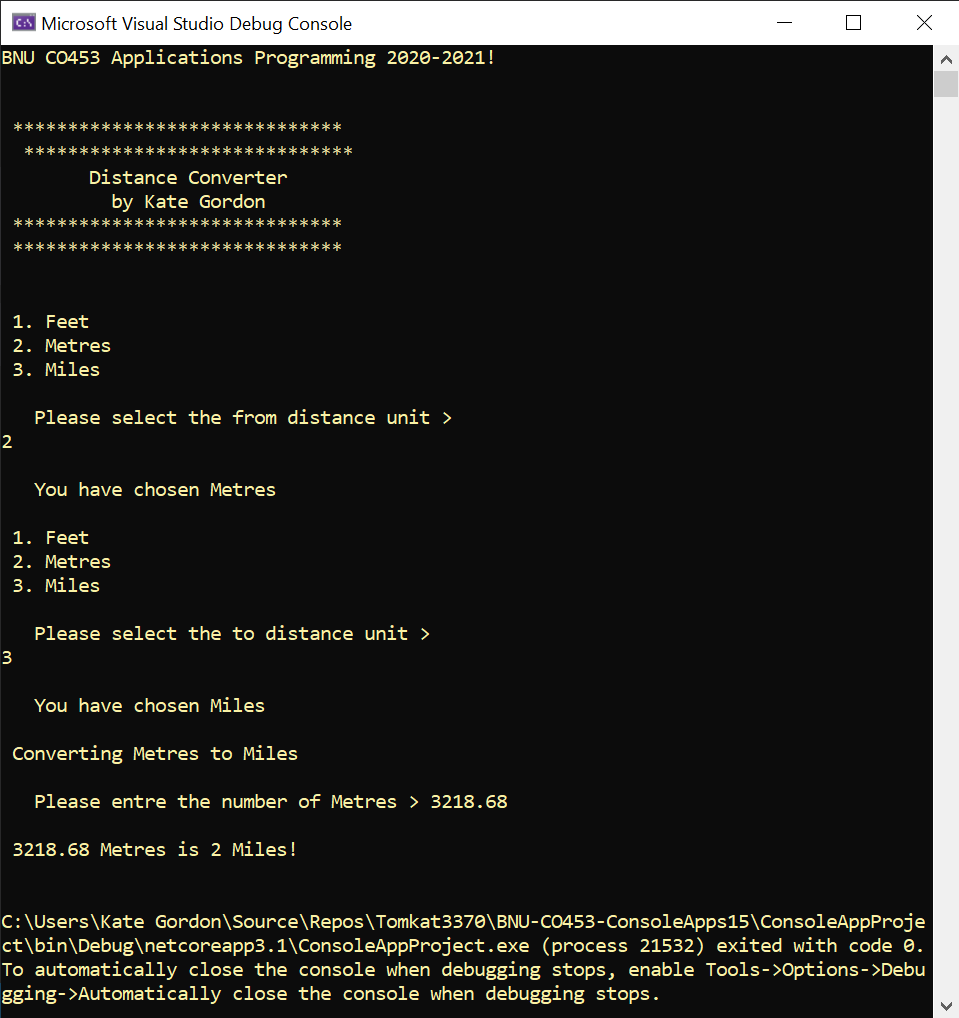 Microsoft Visual Studio Debug Console
BNU CO453 Applications Programming 2020-2021!
******************************
******************************
Distance Converter
by Kate Gordon
******************************
******************************
1. Feet
2. Metres
3. Miles
Please select the from distance unit >
2
You have chosen Metres
1. Feet
2. Metres
3. Miles
Please select the to distance unit >
3
You have chosen Miles
Converting Metres to Miles
Please entre the number of Metres > 3218.68
3218.68 Metres is 2 Miles!
C:\Users\Kate Gordon\Source\Repos\Tomkat3370\BNU-CO453-ConsoleApps15\ConsoleAppProje
ct\bin\Debug\netcoreapp3.1\ConsoleAppProject.exe (process 21532) exited with code 0.
To automatically close the console when debugging stops, enable Tools->Options->Debu
gging->Automatically close the console when debugging stops.